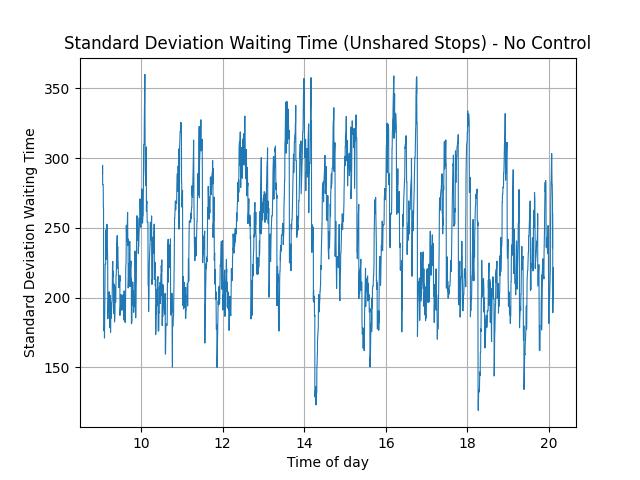 Standard Deviation Waiting Time (Unshared Stops) - No Control
Standard Deviation Waiting Time
350
300
250
200
150
10 12 14 16 18 20
Time of day